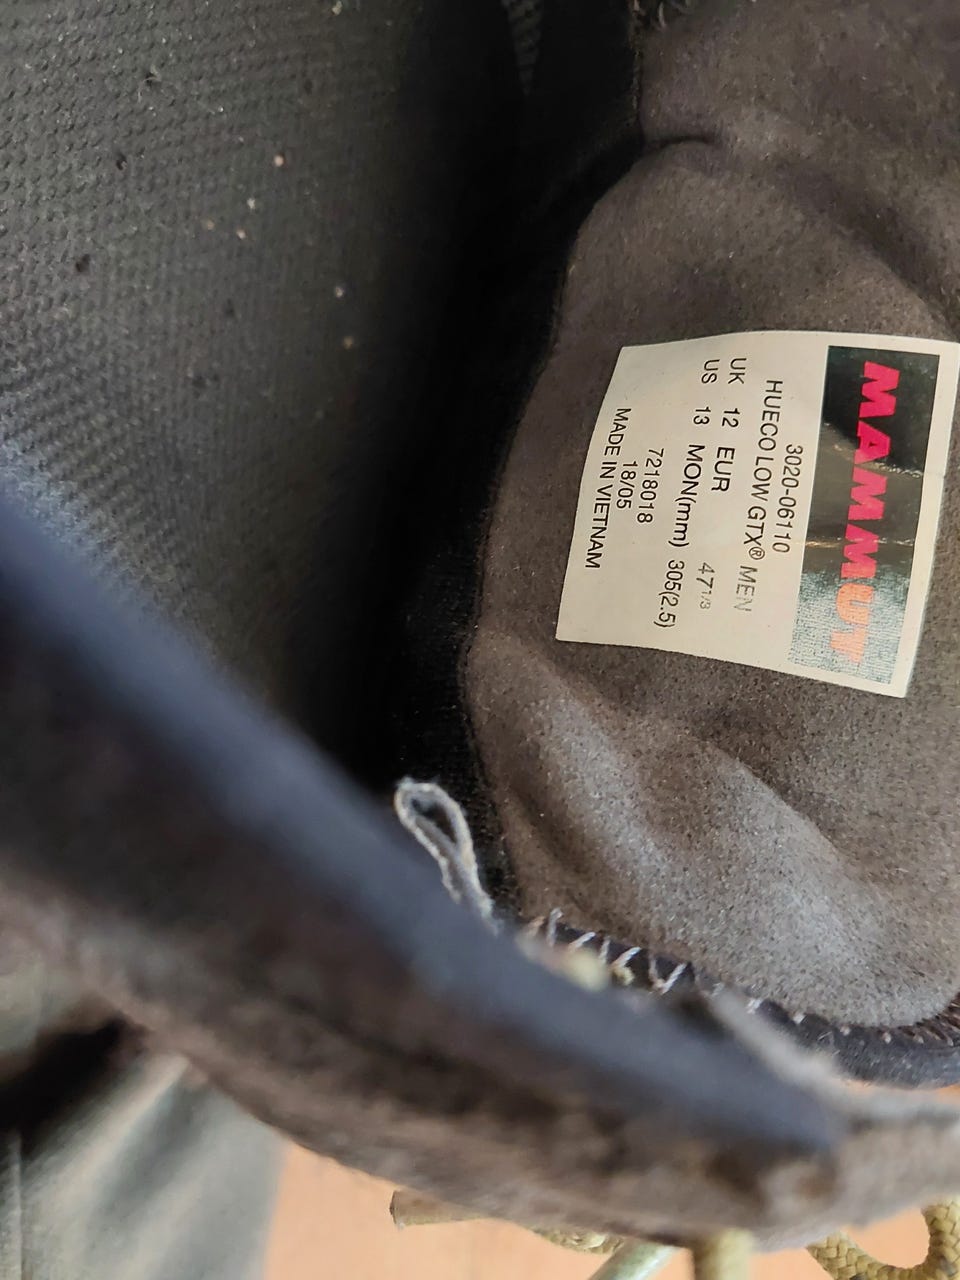 MAMMUT
3020-06110
HUECO LOW GTX® MEN
UK 12 EUR 47 1/3
US 13 MON(mm) 305(2.5)
7218018
18/05
MADE IN VIETNAM